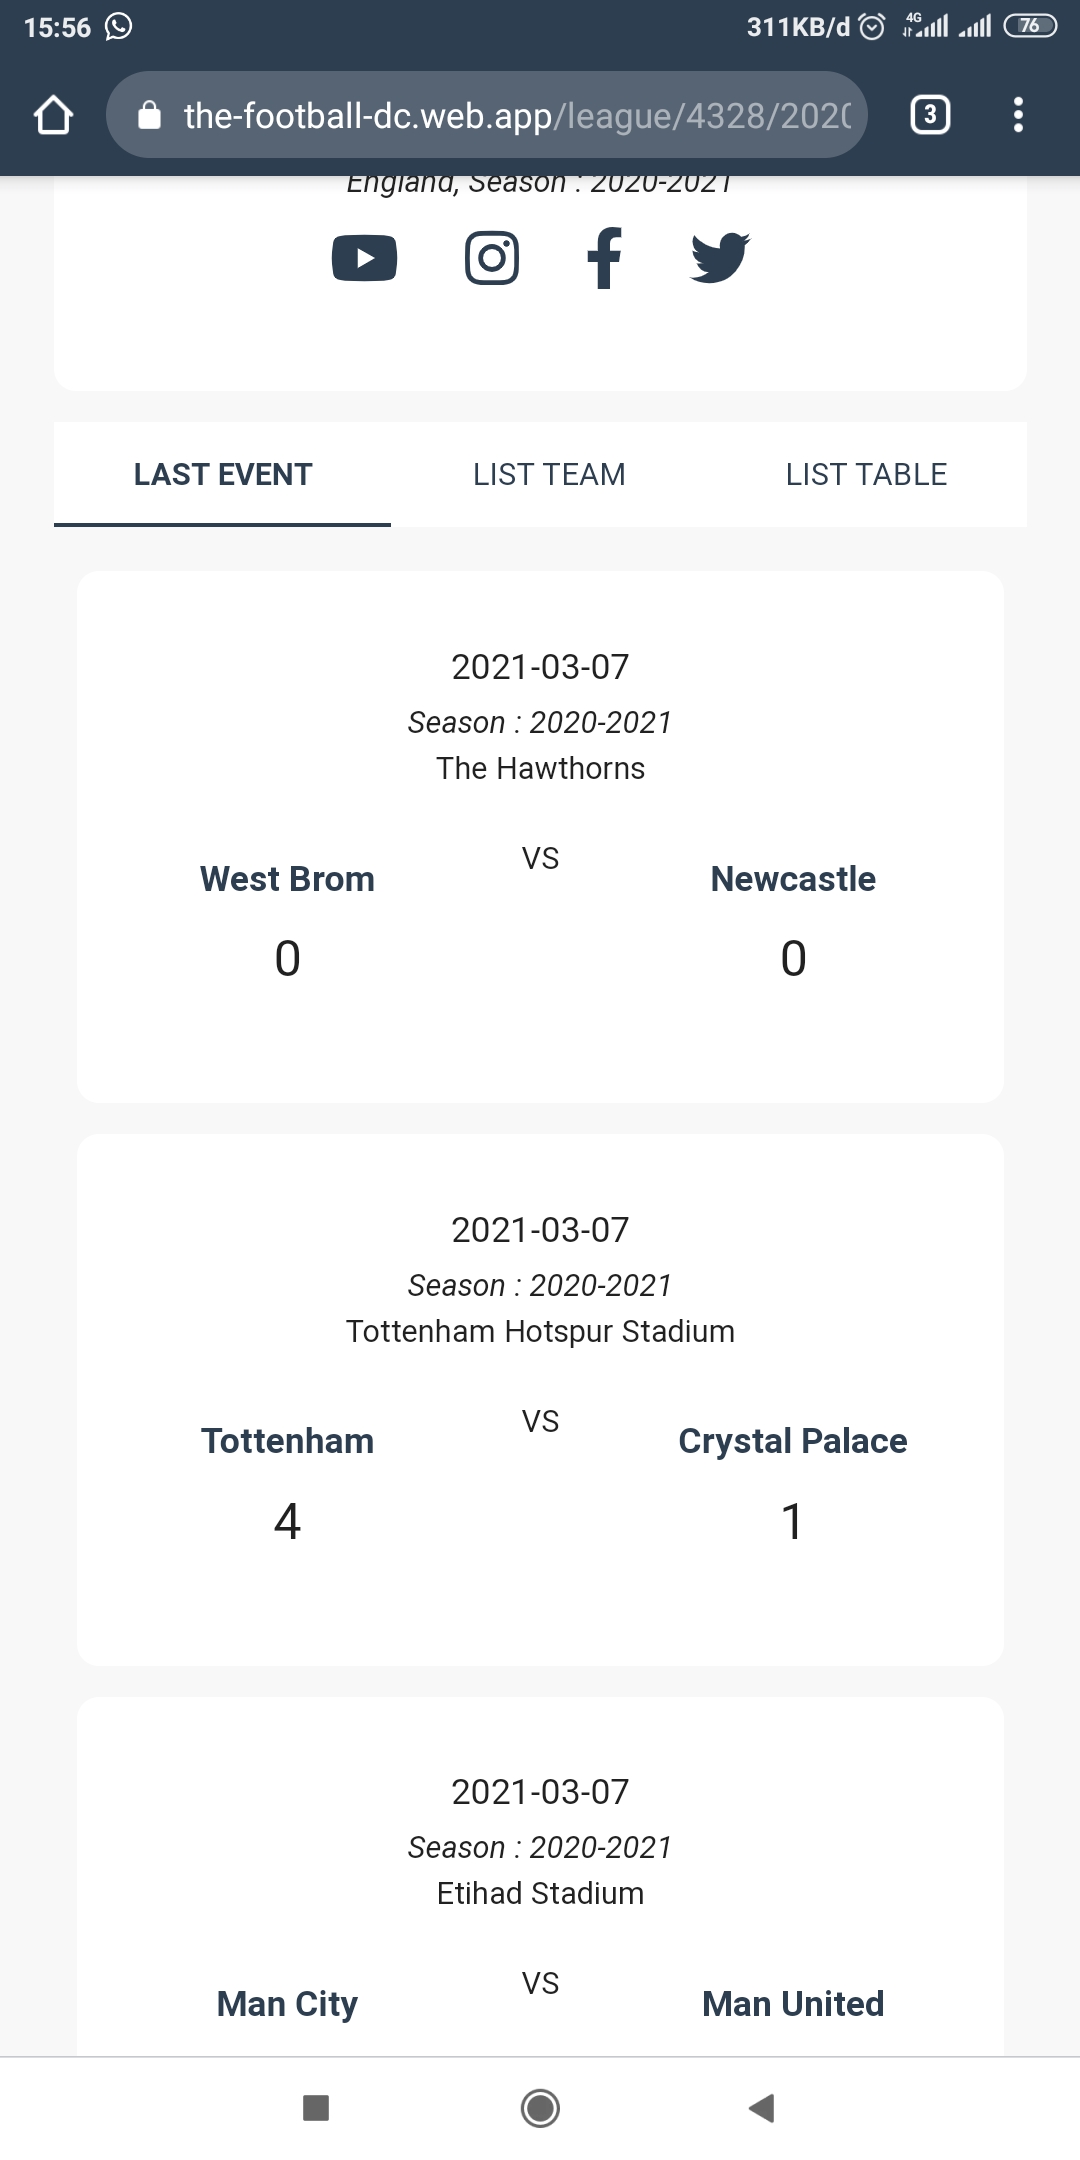 15:56 311KB/d 4G 76
the-football-dc.web.app/league/4328/202
3
England, Season : 2020-2021
LAST EVENT LIST TEAM LIST TABLE
2021-03-07
Season : 2020-2021
The Hawthorns
VS
West Brom Newcastle
0 0
2021-03-07
Season : 2020-2021
Tottenham Hotspur Stadium
VS
Tottenham Crystal Palace
4 1
2021-03-07
Season : 2020-2021
Etihad Stadium
VS
Man City Man United